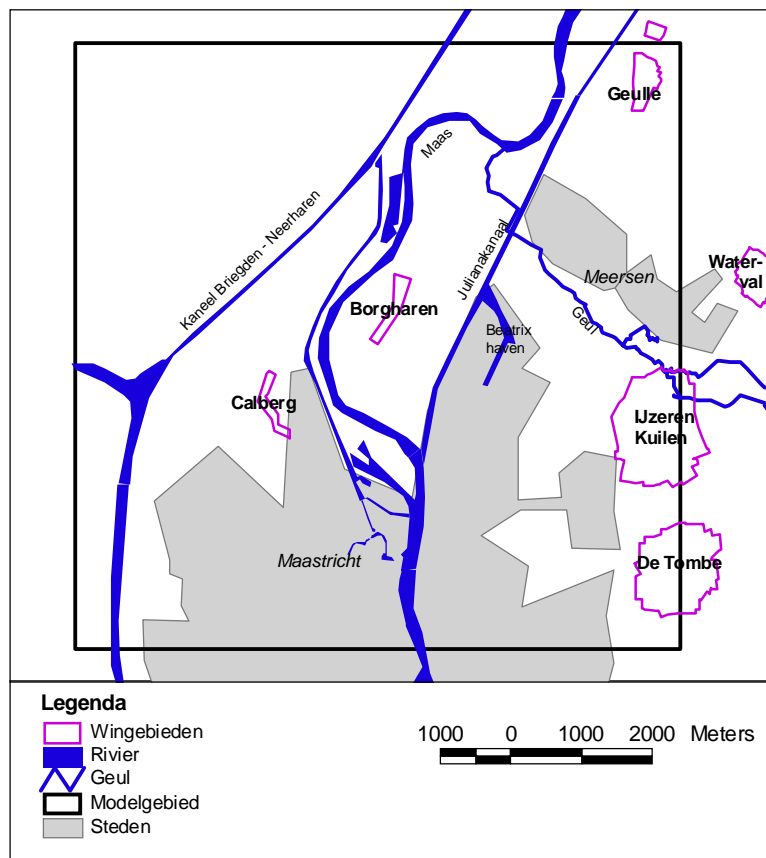 Geulle
Maas
Kaneel Briegden - Neerharen
Julianakanaal
Water-
val
Meersen
Borgharen
Geul
Beatrix
haven
Calberg
IJzeren
Kuilen
Maastricht
De Tombe
Legenda
Wingebieden
Rivier
Geul
Modelgebied
Steden
1000 0 1000 2000 Meters